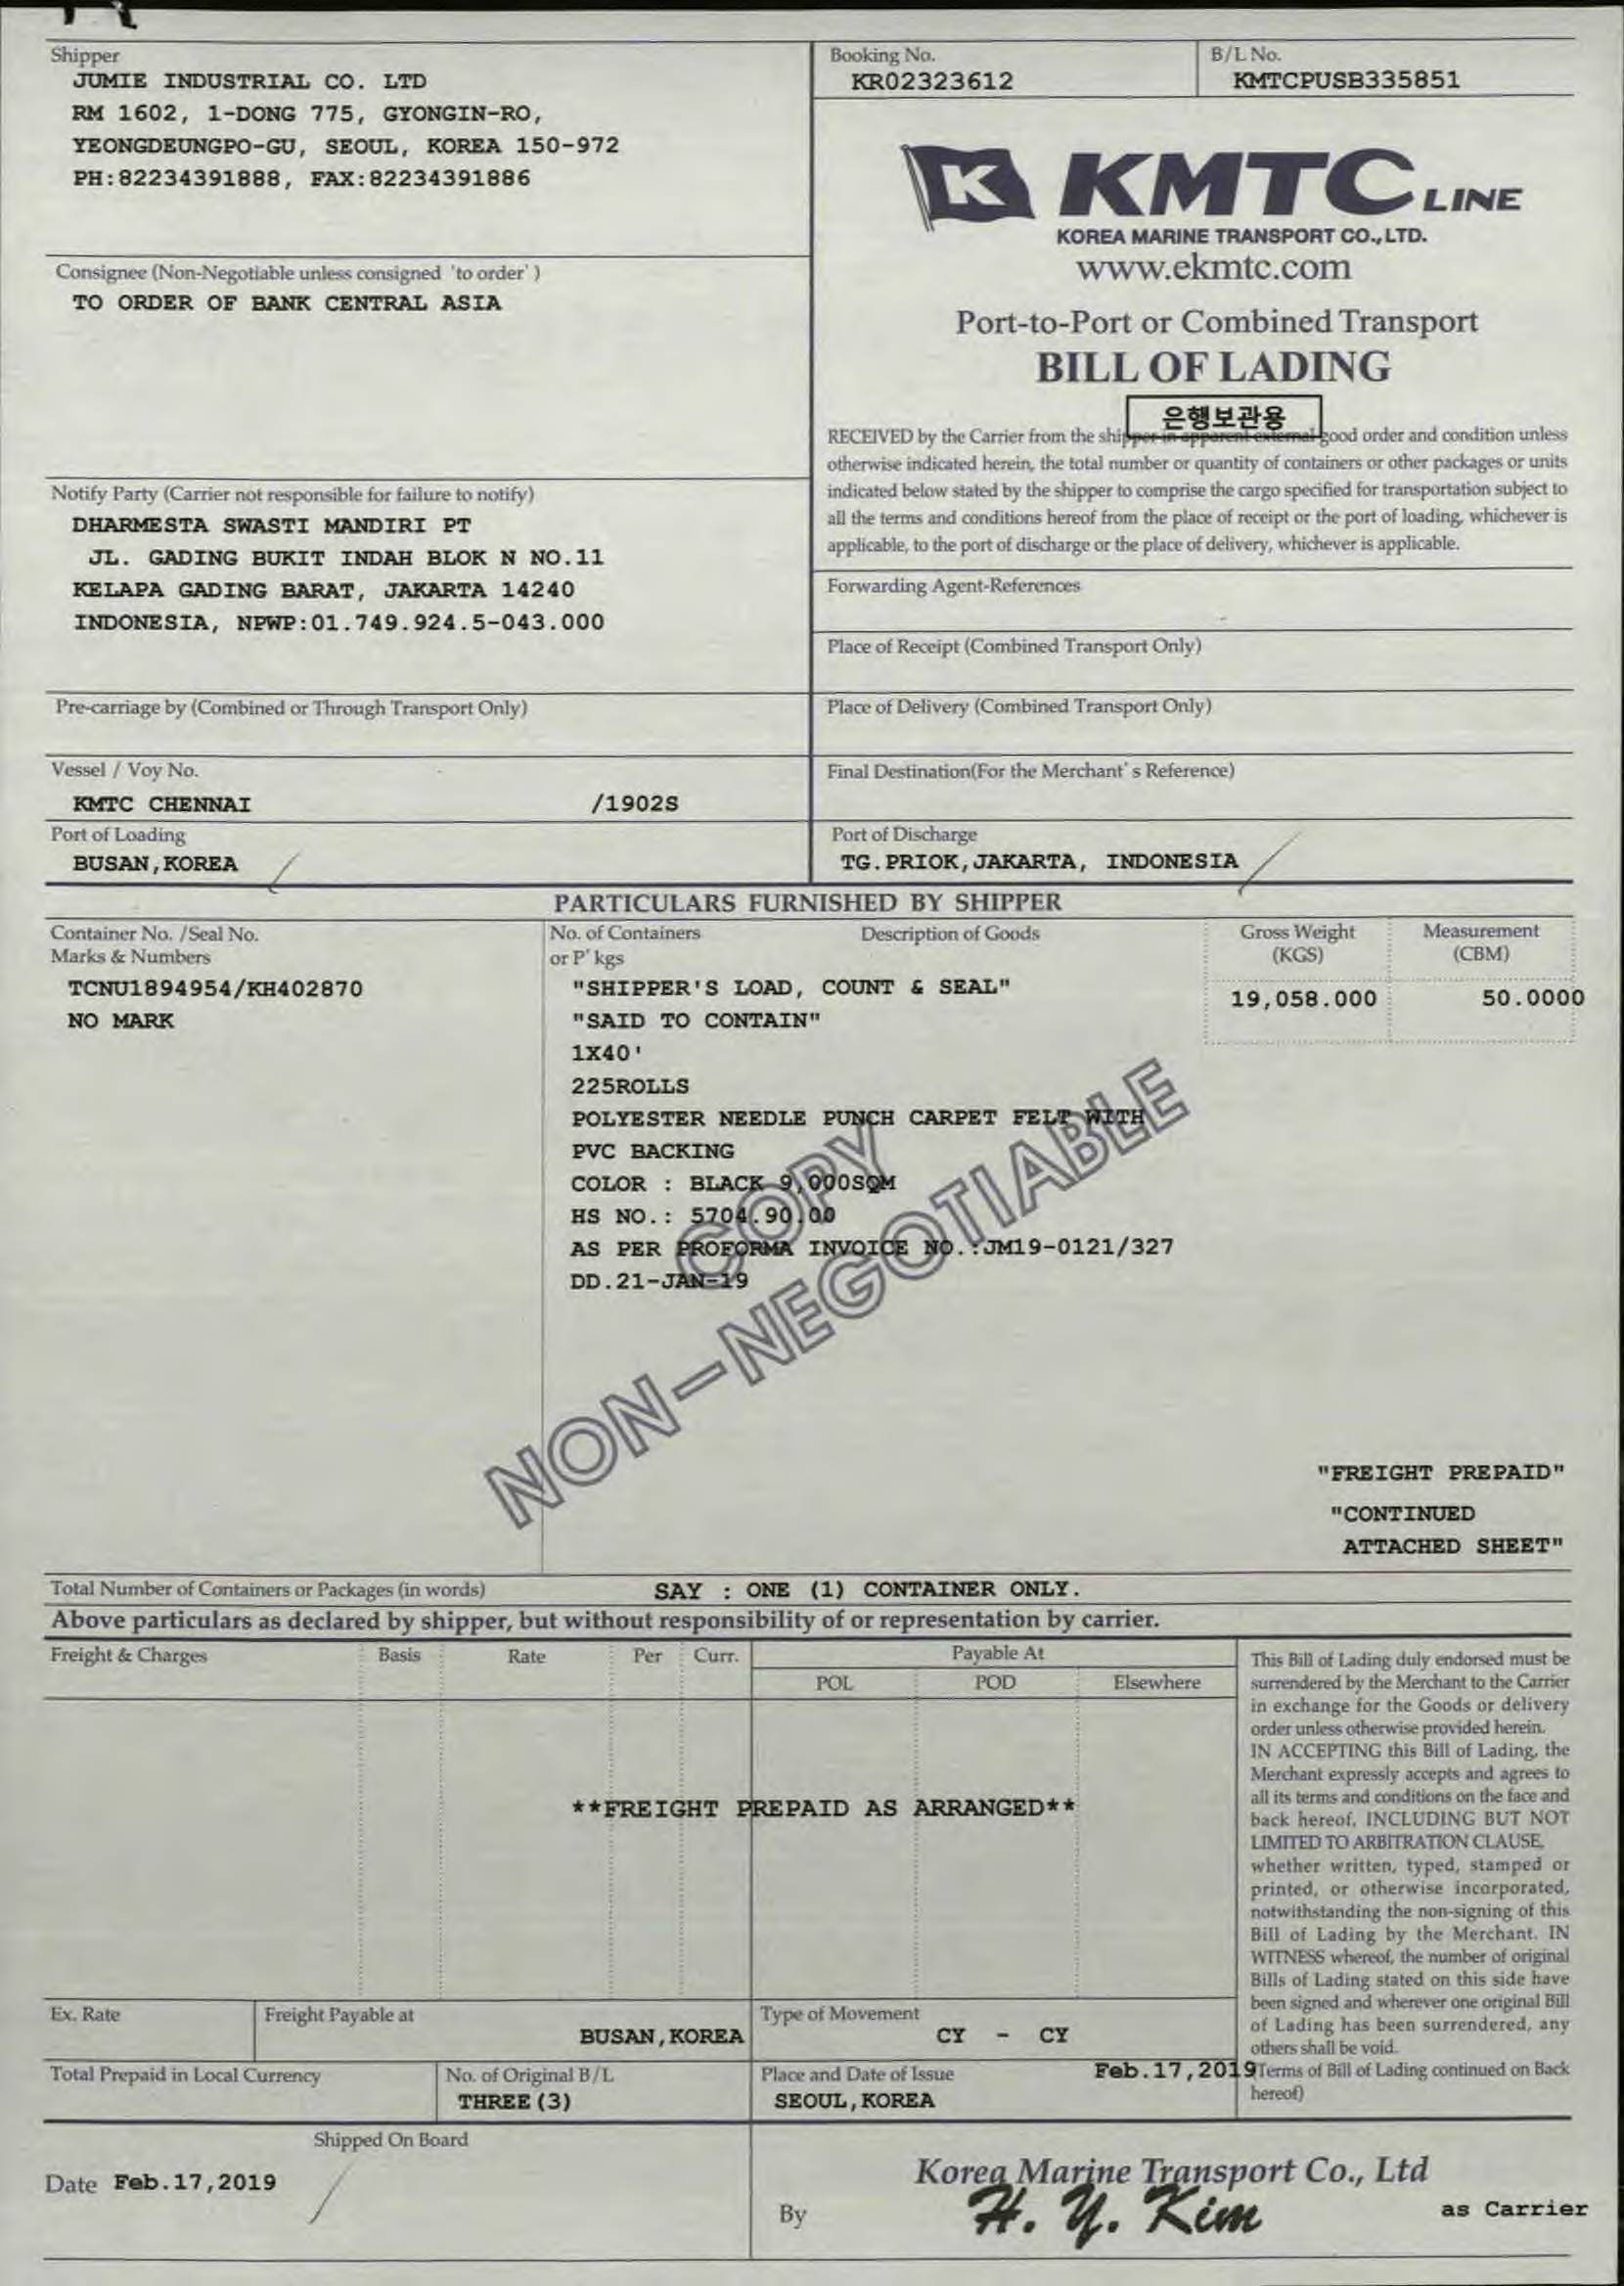 Shipper
JUMIE INDUSTRIAL CO. LTD
RM 1602, 1-DONG 775, GYONGIN-RO,
YEONGDEUNGPO-GU, SEOUL, KOREA 150-972
PH:82234391888, FAX:82234391886
Booking No.
KR02323612
B/L No.
KMTCPUSB335851
K KMTC LINE
KOREA MARINE TRANSPORT CO., LTD.
www.ekmtc.com
Port-to-Port or Combined Transport
BILL OF LADING
은행보관용
Consignee (Non-Negotiable unless consigned 'to order' )
TO ORDER OF BANK CENTRAL ASIA
RECEIVED by the Carrier from the shipper in apparent external good order and condition unless
otherwise indicated herein, the total number or quantity of containers or other packages or units
indicated below stated by the shipper to comprise the cargo specified for transportation subject to
all the terms and conditions hereof from the place of receipt or the port of loading, whichever is
applicable, to the port of discharge or the place of delivery, whichever is applicable.
Notify Party (Carrier not responsible for failure to notify)
DHARMESTA SWASTI MANDIRI PT
JL. GADING BUKIT INDAH BLOK N NO.11
KELAPA GADING BARAT, JAKARTA 14240
INDONESIA, NPWP:01.749.924.5-043.000
Forwarding Agent-References
Place of Receipt (Combined Transport Only)
Pre-carriage by (Combined or Through Transport Only)
Place of Delivery (Combined Transport Only)
Vessel / Voy No.
KMTC CHENNAI /1902S
Final Destination(For the Merchant' s Reference)
Port of Loading
BUSAN,KOREA
Port of Discharge
TG.PRIOK,JAKARTA, INDONESIA
PARTICULARS FURNISHED BY SHIPPER
Container No. /Seal No.
Marks & Numbers
No. of Containers
or P' kgs
Description of Goods
Gross Weight
(KGS)
Measurement
(CBM)
TCNU1894954/KH402870
NO MARK
"SHIPPER'S LOAD, COUNT & SEAL"
"SAID TO CONTAIN"
1X40'
225ROLLS
POLYESTER NEEDLE PUNCH CARPET FELT WITH
PVC BACKING
COLOR : BLACK 9,000SQM
HS NO.: 5704.90.00
AS PER PROFORMA INVOICE NO.:JM19-0121/327
DD.21-JAN-19
19,058.000
50.0000
COPY
NON-NEGOTIABLE
"FREIGHT PREPAID"
"CONTINUED
ATTACHED SHEET"
Total Number of Containers or Packages (in words)
SAY : ONE (1) CONTAINER ONLY.
Above particulars as declared by shipper, but without responsibility of or representation by carrier.
Freight & Charges
Basis
Rate
Per
Curr.
Payable At
POL
POD
Elsewhere
**FREIGHT PREPAID AS ARRANGED**
This Bill of Lading duly endorsed must be
surrendered by the Merchant to the Carrier
in exchange for the Goods or delivery
order unless otherwise provided herein.
IN ACCEPTING this Bill of Lading, the
Merchant expressly accepts and agrees to
all its terms and conditions on the face and
back hereof, INCLUDING BUT NOT
LIMITED TO ARBITRATION CLAUSE,
whether written, typed, stamped or
printed, or otherwise incorporated,
notwithstanding the non-signing of this
Bill of Lading by the Merchant. IN
WITNESS whereof, the number of original
Bills of Lading stated on this side have
been signed and wherever one original Bill
of Lading has been surrendered, any
others shall be void.
(Terms of Bill of Lading continued on Back
hereof)
Ex. Rate
Freight Payable at
BUSAN,KOREA
Type of Movement
CY - CY
Total Prepaid in Local Currency
No. of Original B/L
THREE(3)
Place and Date of Issue
Feb.17,2019
SEOUL,KOREA
Shipped On Board
Date Feb.17,2019
Korea Marine Transport Co., Ltd
By
H. Y. Kim
as Carrier